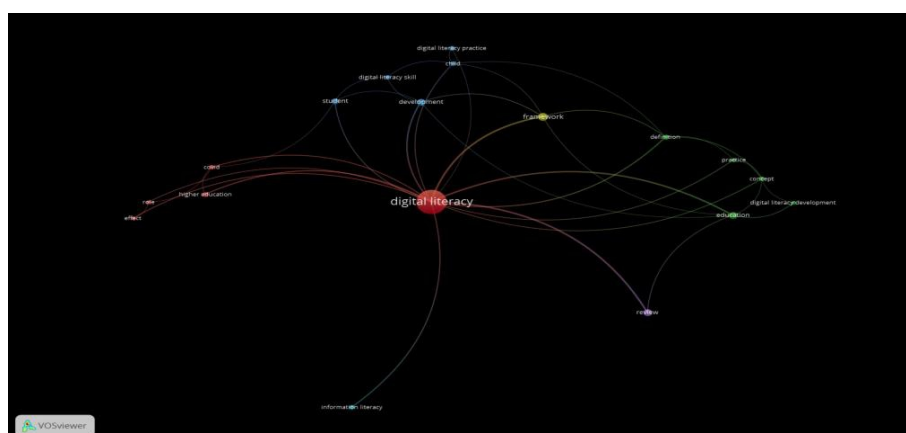 digital literacy practice
child
digital literacy skill
student
development
framework
definition
covid
practice
concept
higher education
role
digital literacy
digital literacy development
effect
education
review
information literacy
VOSviewer